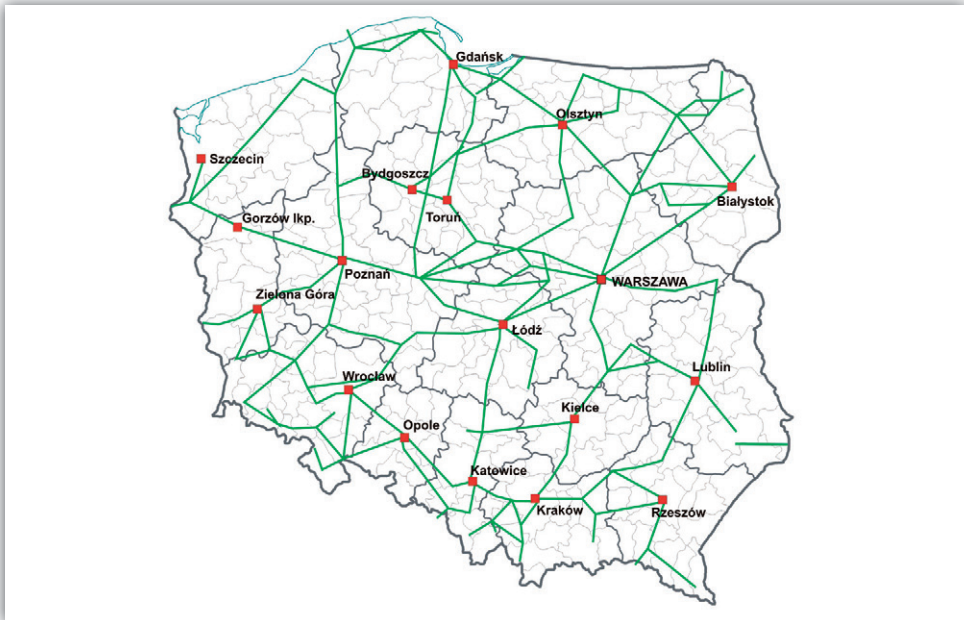 Gdańsk
Olsztyn
Szczecin
Bydgoszcz
Białystok
Toruń
Gorzów lkp.
Poznań
WARSZAWA
Zielona Góra
Łódź
Lublin
Wrocław
Kielce
Opole
Katowice
Kraków
Rzeszów